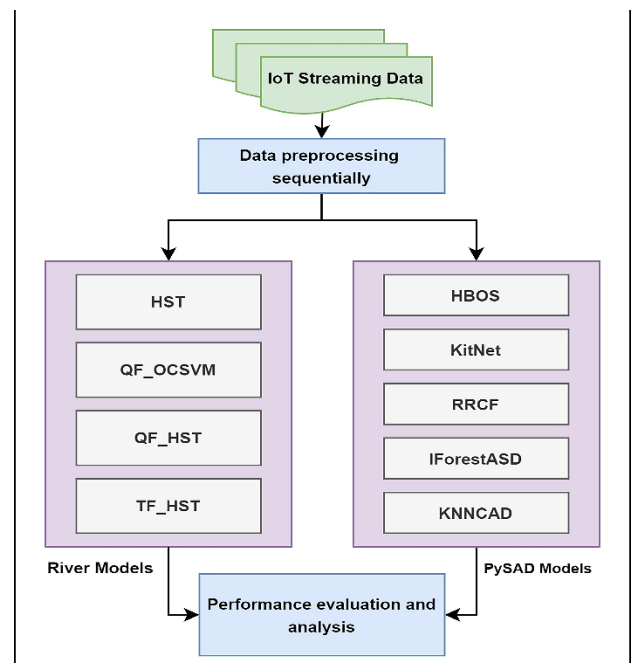 IoT Streaming Data
Data preprocessing
sequentially
HST
QF_OCSVM
QF_HST
TF_HST
River Models
HBOS
KitNet
RRCF
IForestASD
KNNCAD
PySAD Models
Performance evaluation and
analysis